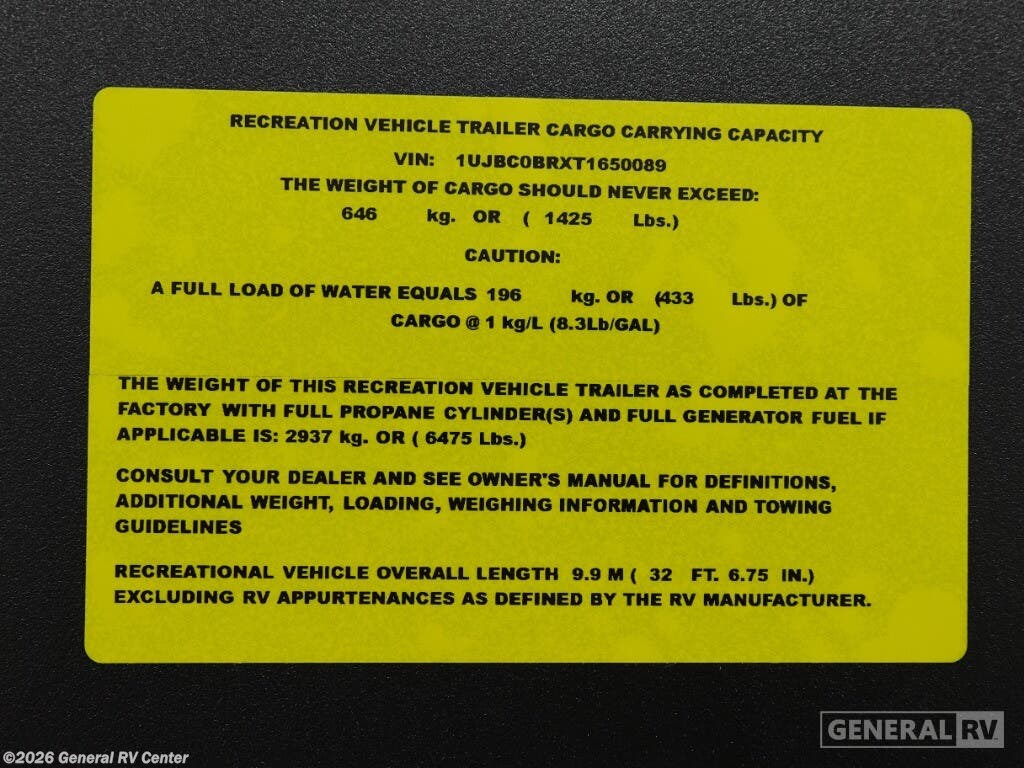 RECREATION VEHICLE TRAILER CARGO CARRYING CAPACITY
VIN: 1UJBC0BRXT1650089
THE WEIGHT OF CARGO SHOULD NEVER EXCEED:
646 kg. OR ( 1425 Lbs.)
CAUTION:
A FULL LOAD OF WATER EQUALS 196 kg. OR (433 Lbs.) OF
CARGO @ 1 kg/L (8.3Lb/GAL)
THE WEIGHT OF THIS RECREATION VEHICLE TRAILER AS COMPLETED AT THE
FACTORY WITH FULL PROPANE CYLINDER(S) AND FULL GENERATOR FUEL IF
APPLICABLE IS: 2937 kg. OR ( 6475 Lbs.)
CONSULT YOUR DEALER AND SEE OWNER'S MANUAL FOR DEFINITIONS,
ADDITIONAL WEIGHT, LOADING, WEIGHING INFORMATION AND TOWING
GUIDELINES
RECREATIONAL VEHICLE OVERALL LENGTH 9.9 M ( 32 FT. 6.75 IN.)
EXCLUDING RV APPURTENANCES AS DEFINED BY THE RV MANUFACTURER.
GENERAL RV
©2026 General RV Center